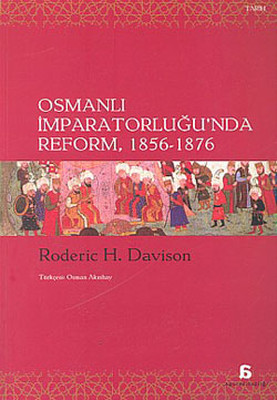 TARİH
OSMANLI
İMPARATORLUĞU'NDA
REFORM, 1856-1876
Roderic H. Davison
Türkçesi: Osman Akınhay